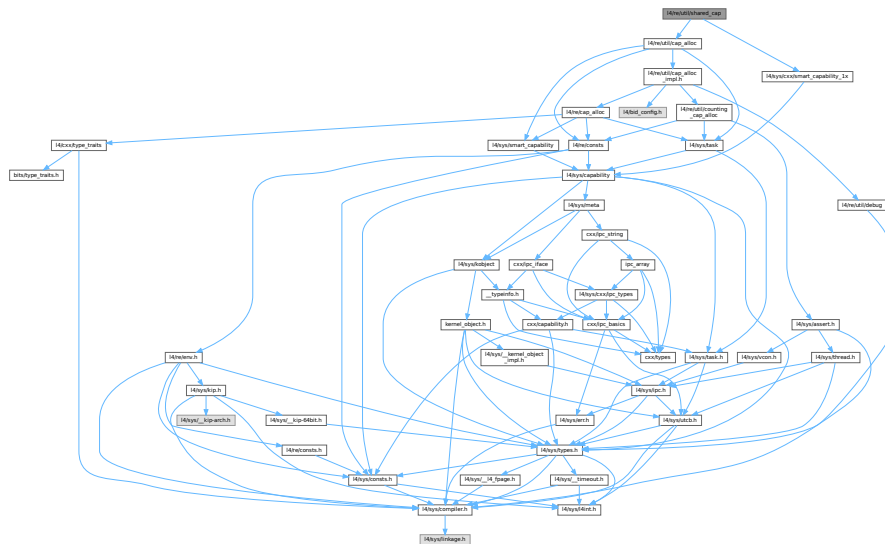 l4/re/util/shared_cap
l4/re/util/cap_alloc
l4/re/util/cap_alloc
_impl.h
l4/sys/cxx/smart_capability_1x
l4/re/cap_alloc
l4/bid_config.h
l4/re/util/counting
_cap_alloc
l4/cxx/type_traits
l4/sys/smart_capability
l4/re/consts
l4/sys/task
bits/type_traits.h
l4/sys/capability
l4/sys/meta
l4/re/util/debug
cxx/ipc_string
l4/sys/kobject
cxx/ipc_iface
ipc_array
__typeinfo.h
l4/sys/cxx/ipc_types
kernel_object.h
cxx/capability.h
cxx/ipc_basics
l4/sys/assert.h
l4/re/env.h
l4/sys/__kernel_object
_impl.h
cxx/types
l4/sys/task.h
l4/sys/vcon.h
l4/sys/thread.h
l4/sys/kip.h
l4/sys/ipc.h
l4/sys/__kip-arch.h
l4/sys/__kip-64bit.h
l4/sys/err.h
l4/sys/utcb.h
l4/re/consts.h
l4/sys/types.h
l4/sys/consts.h
l4/sys/__l4_fpage.h
l4/sys/__timeout.h
l4/sys/compiler.h
l4/sys/l4int.h
l4/sys/linkage.h